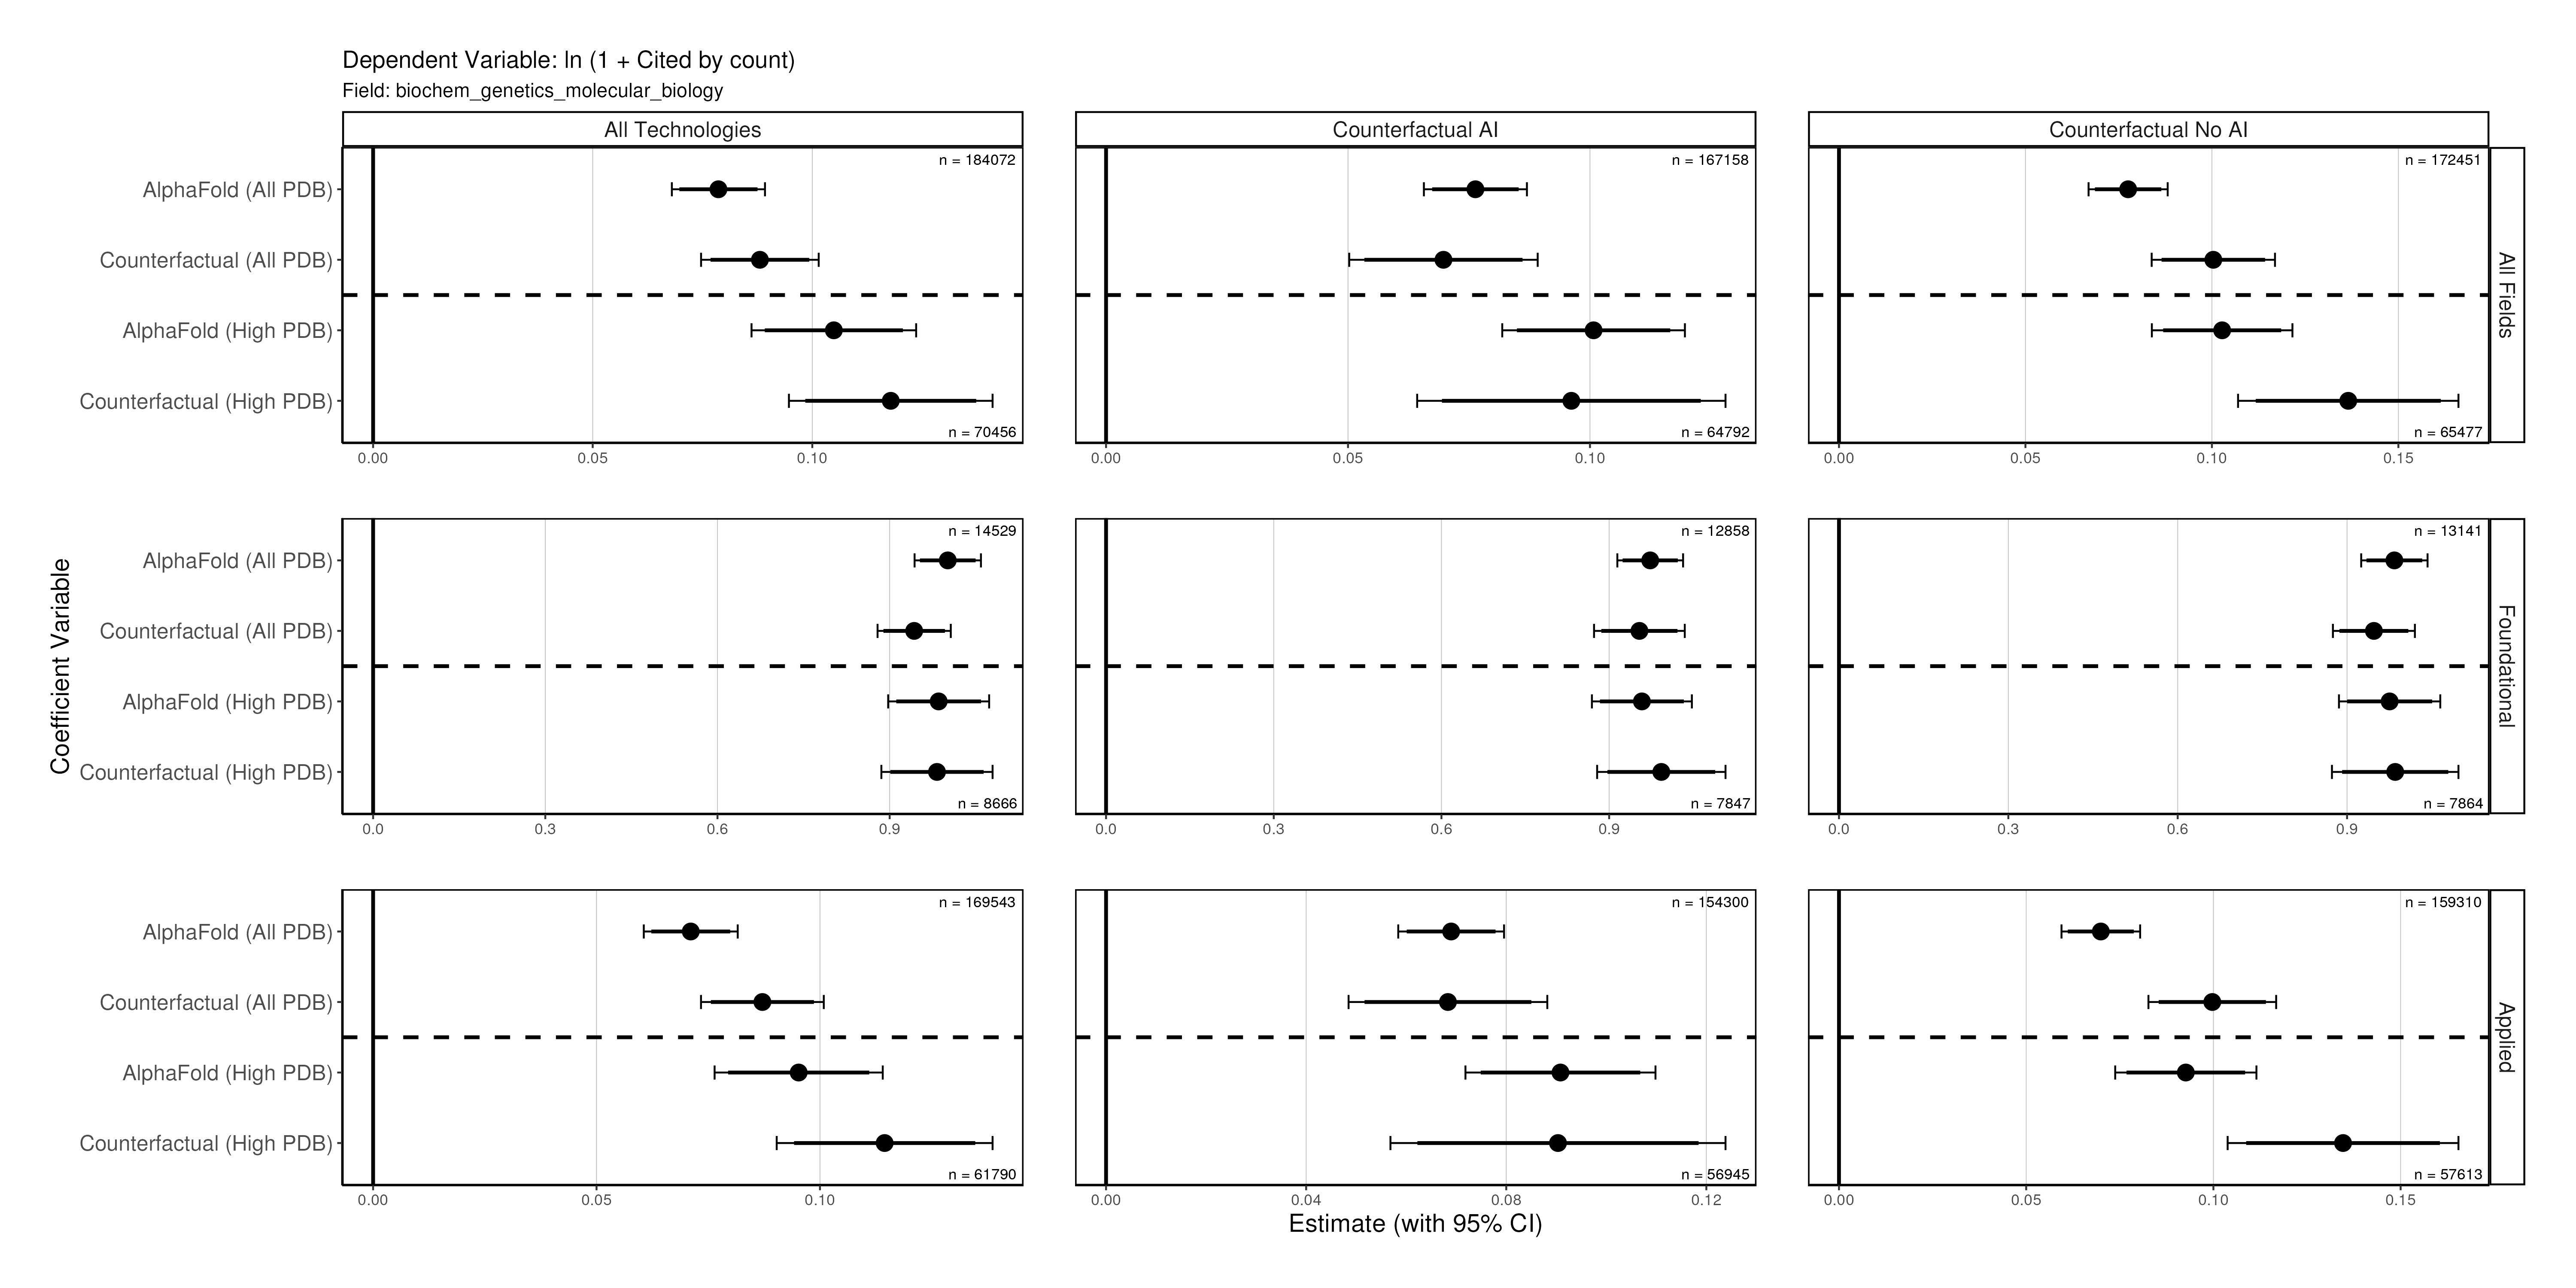 Dependent Variable: ln (1 + Cited by count)
Field: biochem_genetics_molecular_biology
All Technologies
Counterfactual AI
Counterfactual No AI
n = 184072
n = 167158
n = 172451
AlphaFold (All PDB)
Counterfactual (All PDB)
AlphaFold (High PDB)
Counterfactual (High PDB)
n = 70456
n = 64792
n = 65477
All Fields
0.00 0.05 0.10
0.00 0.05 0.10
0.00 0.05 0.10 0.15
Coefficient Variable
n = 14529
n = 12858
n = 13141
AlphaFold (All PDB)
Counterfactual (All PDB)
AlphaFold (High PDB)
Counterfactual (High PDB)
n = 8666
n = 7847
n = 7864
Foundational
0.0 0.3 0.6 0.9
0.0 0.3 0.6 0.9
0.0 0.3 0.6 0.9
n = 169543
n = 154300
n = 159310
AlphaFold (All PDB)
Counterfactual (All PDB)
AlphaFold (High PDB)
Counterfactual (High PDB)
n = 61790
n = 56945
n = 57613
Applied
0.00 0.05 0.10
0.00 0.04 0.08 0.12
0.00 0.05 0.10 0.15
Estimate (with 95% CI)